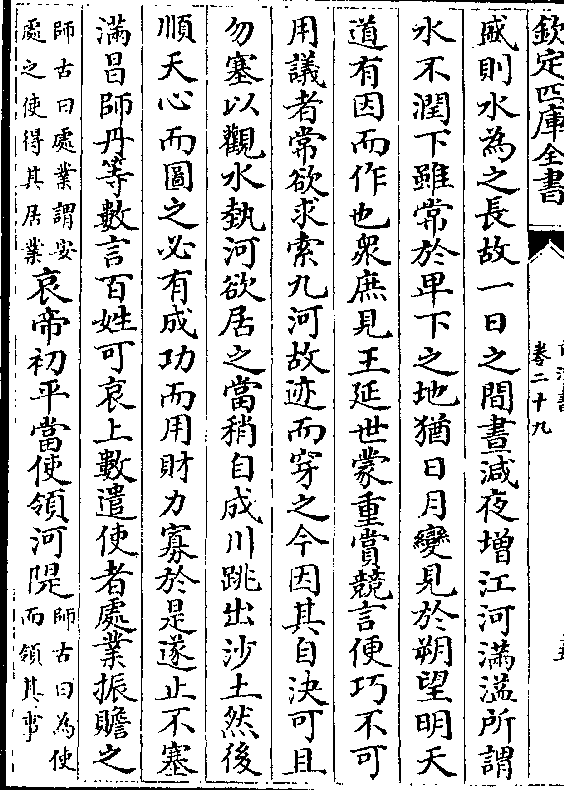 欽定四庫全書
卷二十九
盛則水為之長故一日之間晝減夜增江河滿溢所謂
水不潤下雖常於卑下之地猶日月變見於朔望明天
道有因而作也衆庶見王延世蒙重賞競言便巧不可
用議者常欲求索九河故迹而穿之今因其自決可且
勿塞以觀水埶河欲居之當稍自成川跳出沙土然後
順天心而圖之必有成功而用財力寡於是遂止不塞
滿昌師丹等數言百姓可哀上數遣使者處業振贍之
師古曰處業謂安
處之使得其居業
哀帝初平當使領河隄
師古曰為使
而領其事